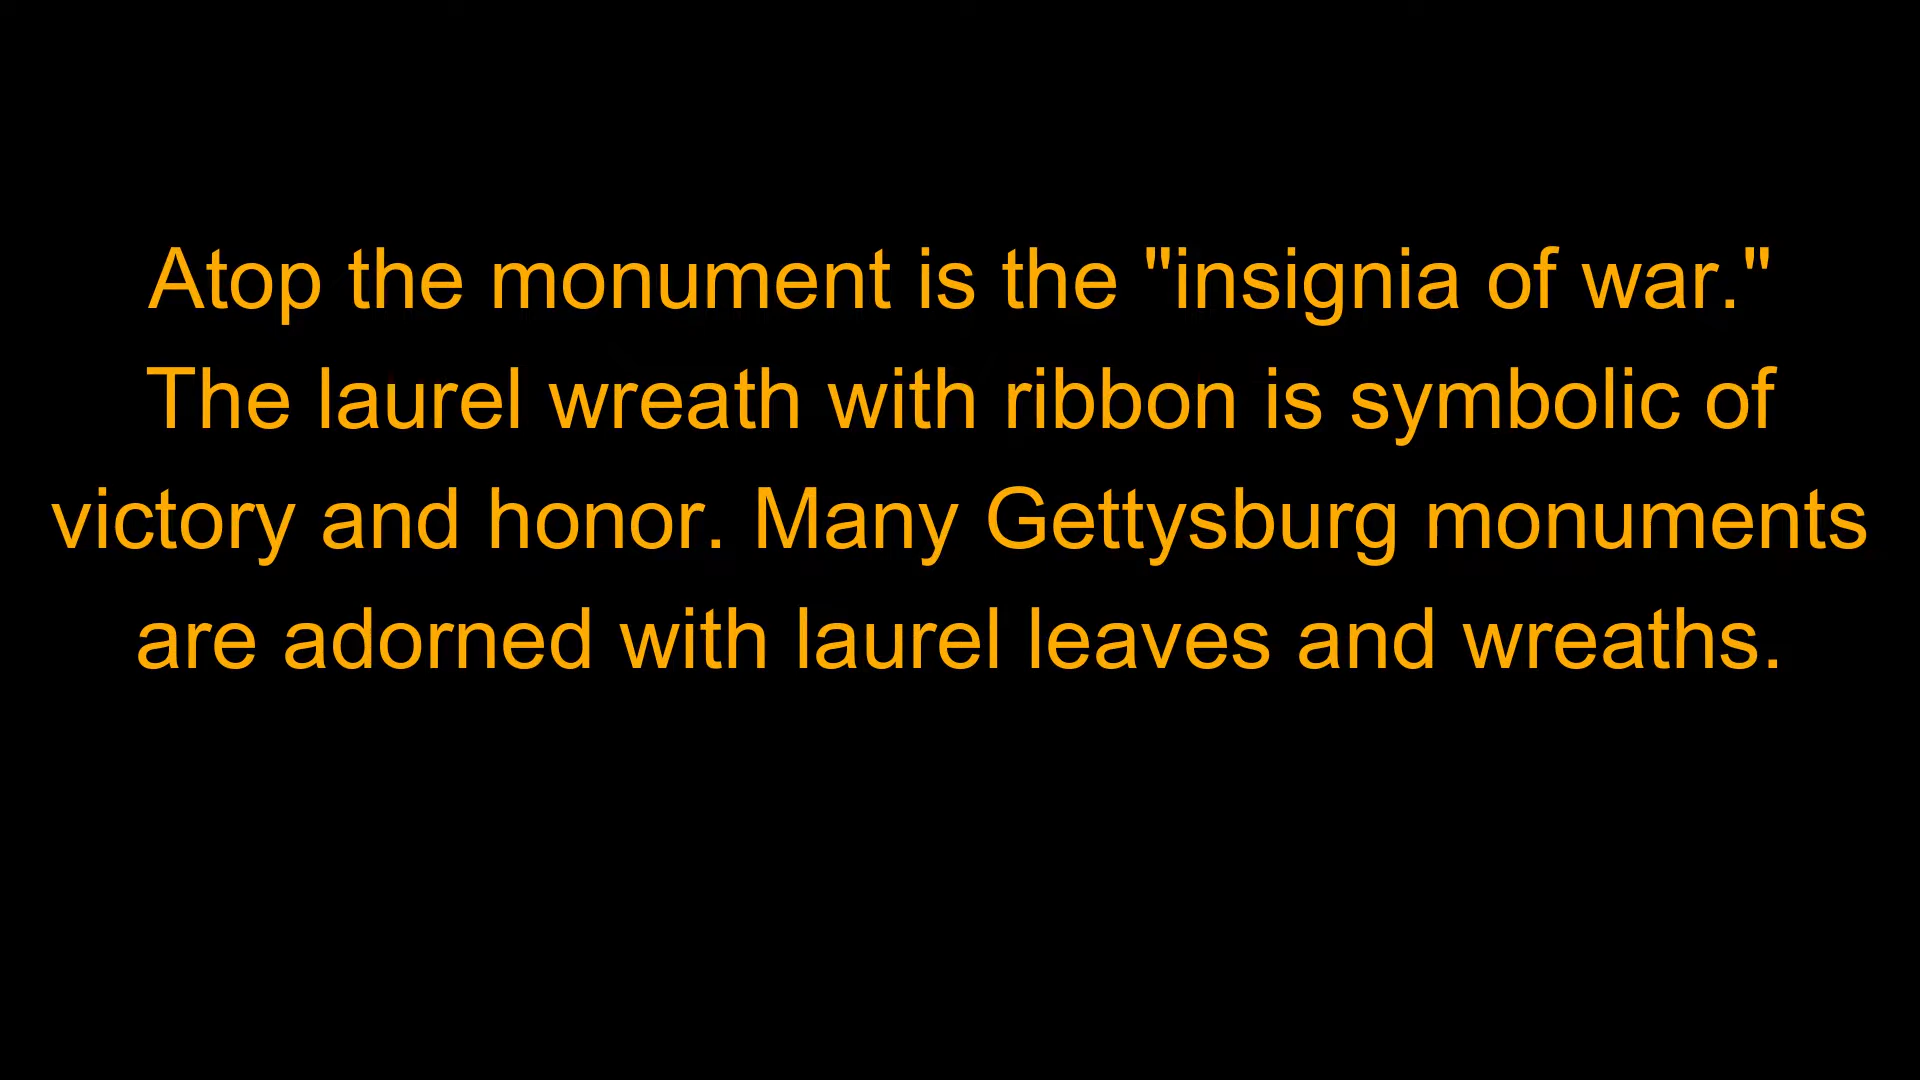 Atop the monument is the "insignia of war."
The laurel wreath with ribbon is symbolic of
victory and honor. Many Gettysburg monuments
are adorned with laurel leaves and wreaths.